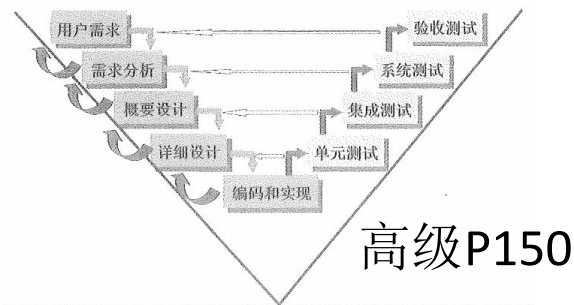 用户需求
验收测试
需求分析
系统测试
概要设计
集成测试
详细设计
单元测试
编码和实现
高级P150